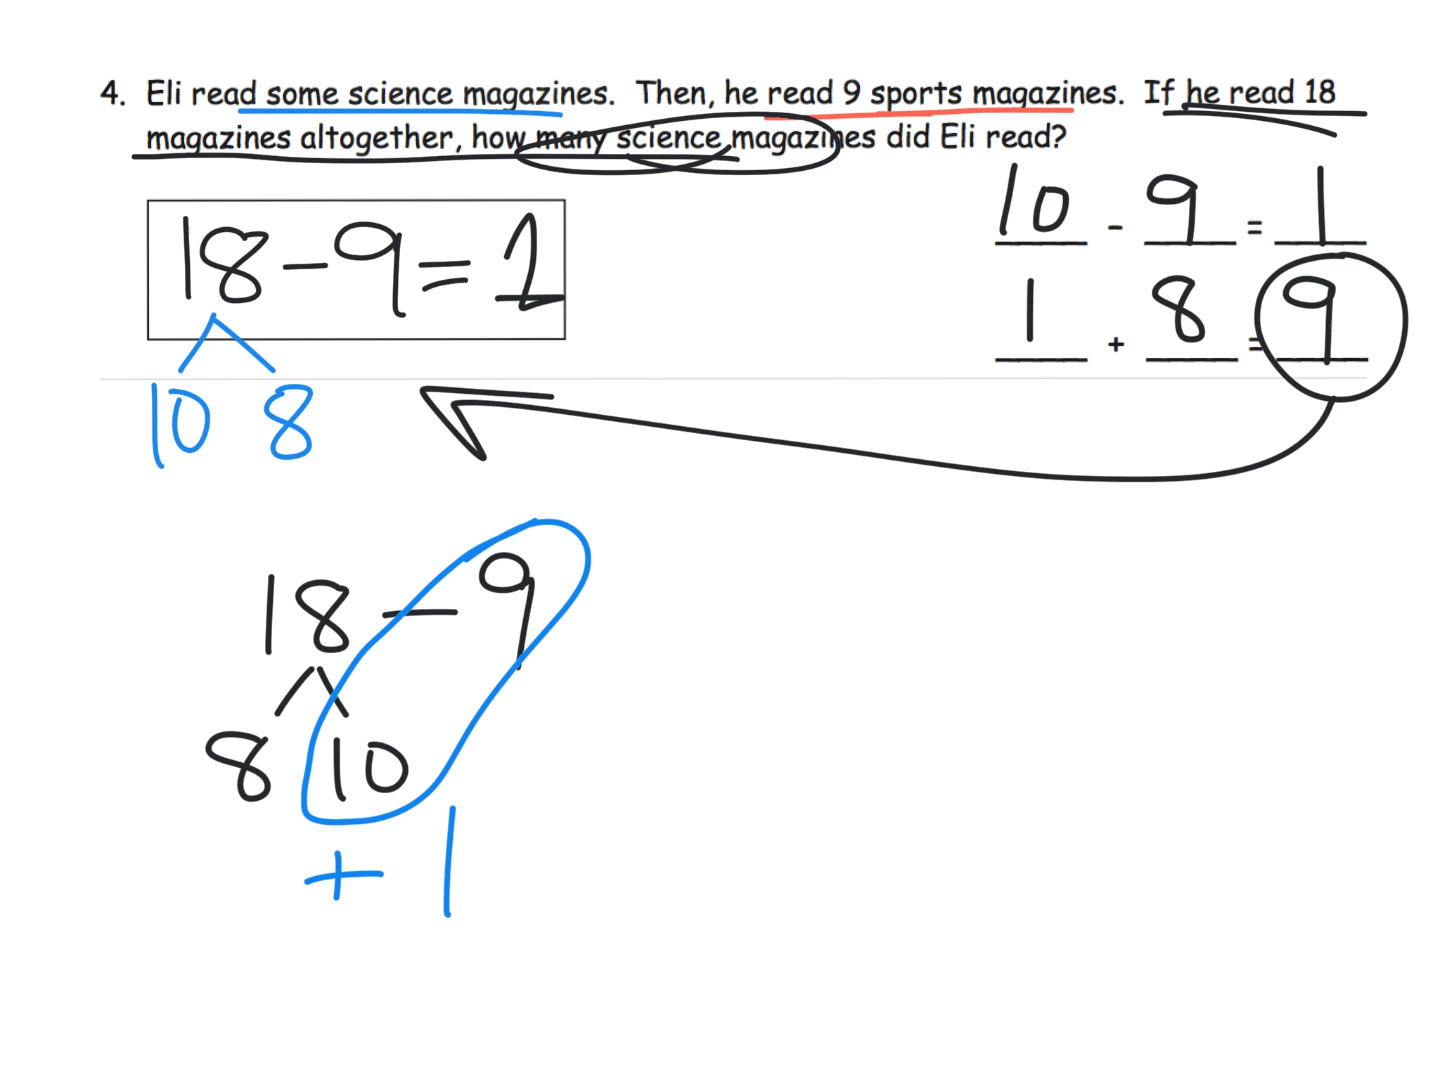 4. Eli read some science magazines. Then, he read 9 sports magazines. If he read 18
magazines altogether, how many science magazines did Eli read?
10 - 9 = 1
18 - 9 =
1 + 8 = 9
10 8
18 - 9
8 10
+ 1